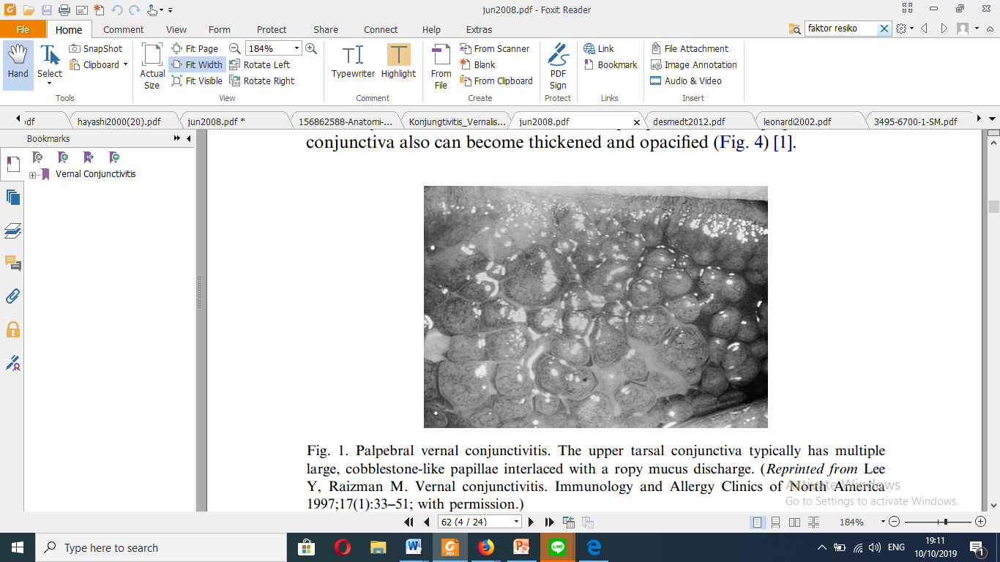 jun2008.pdf - Foxit Reader
File Home Comment View Form Protect Share Connect Help Extras
faktor resiko
Hand
Select
SnapShot
Clipboard
Tools
Actual Size
Fit Page
Fit Width
Fit Visible
184%
Rotate Left
Rotate Right
View
Typewriter
Highlight
Comment
From File
From Scanner
Blank
From Clipboard
Create
PDF Sign
Protect
Link
Bookmark
Links
File Attachment
Image Annotation
Audio & Video
Insert
odf hayashi2000(20).pdf jun2008.pdf * 156862588-Anatomi-... Konjungtivitis_Vernalis... jun2008.pdf desmedt2012.pdf leonardi2002.pdf 3495-6700-1-SM.pdf
Bookmarks
Vernal Conjunctivitis
conjunctiva also can become thickened and opacified (Fig. 4) [1].
Fig. 1. Palpebral vernal conjunctivitis. The upper tarsal conjunctiva typically has multiple
large, cobblestone-like papillae interlaced with a ropy mucus discharge. (Reprinted from Lee
Y, Raizman M. Vernal conjunctivitis. Immunology and Allergy Clinics of North America
1997;17(1):33–51; with permission.)
Activate Windows
Go to Settings to activate Windows.
62 (4 / 24)
184%
Type here to search
ENG
19:11
10/10/2019
1